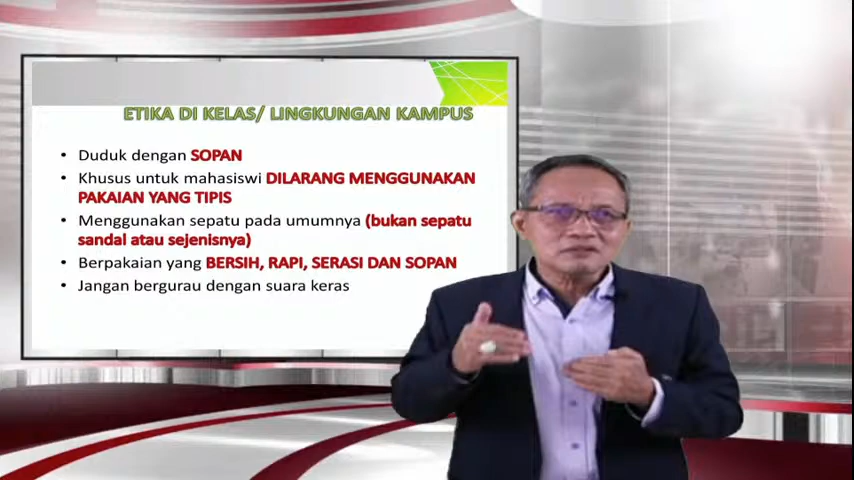 ETIKA DI KELAS/ LINGKUNGAN KAMPUS
• Duduk dengan SOPAN
• Khusus untuk mahasiswi DILARANG MENGGUNAKAN
PAKAIAN YANG TIPIS
• Menggunakan sepatu pada umumnya (bukan sepatu
sandal atau sejenisnya)
• Berpakaian yang BERSIH, RAPI, SERASI DAN SOPAN
• Jangan bergurau dengan suara keras